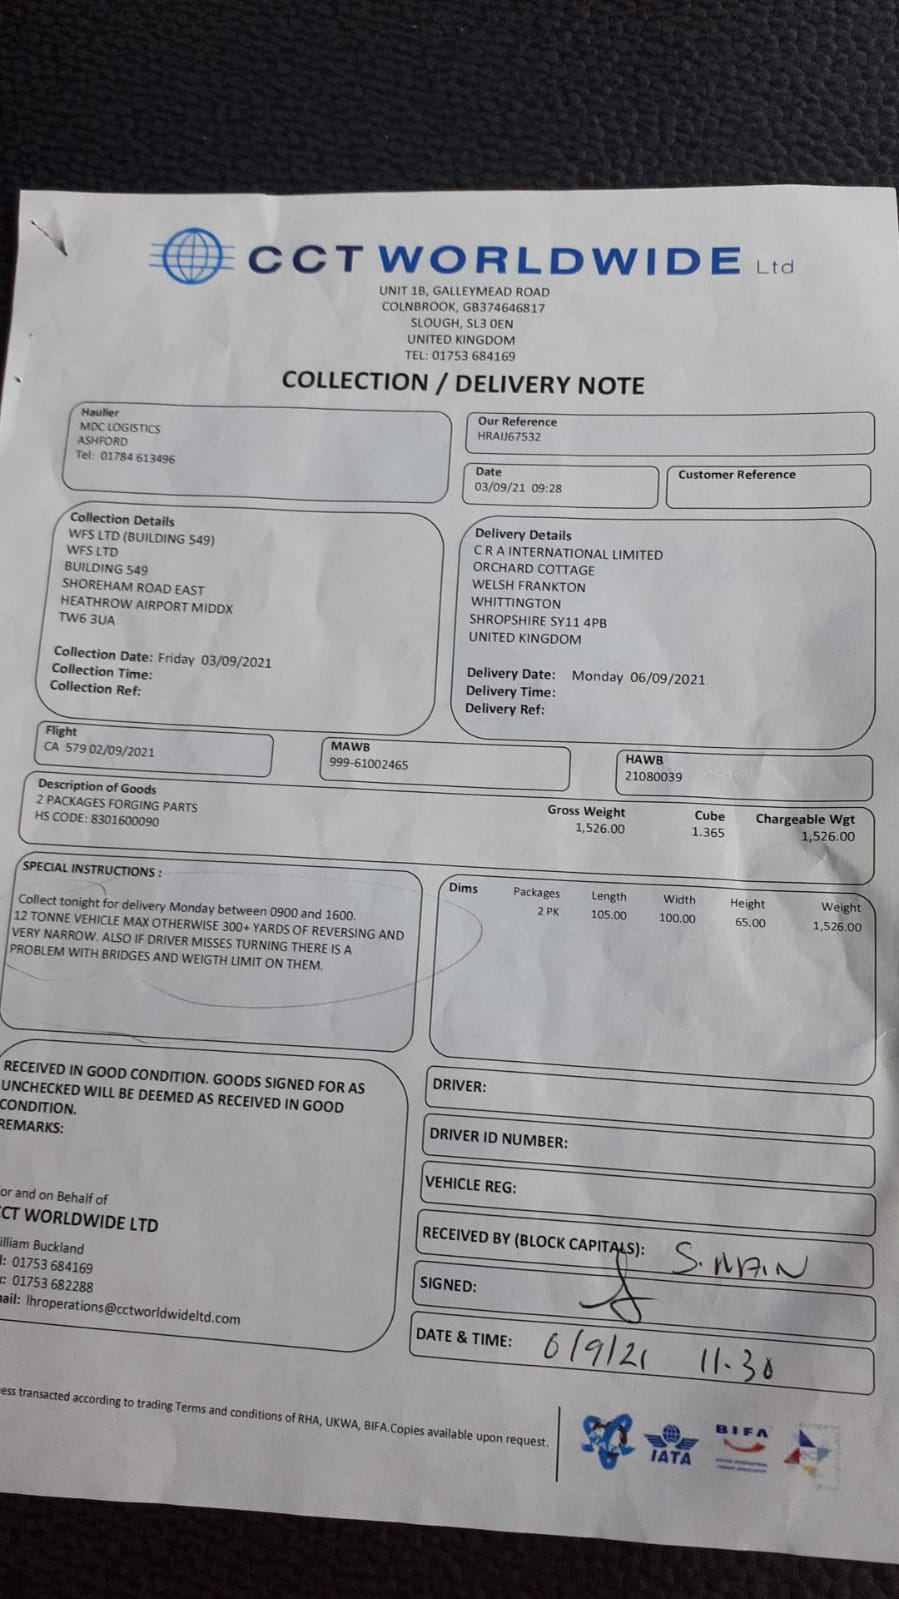 CCT WORLDWIDE Ltd
UNIT 1B, GALLEYMEAD ROAD
COLNBROOK, GB374646817
SLOUGH, SL3 0EN
UNITED KINGDOM
TEL: 01753 684169
COLLECTION / DELIVERY NOTE
Haulier
MDC LOGISTICS
ASHFORD
Tel: 01784 613496
Our Reference
HRAIJ67532
Date
03/09/21 09:28
Customer Reference
Collection Details
WFS LTD (BUILDING 549)
WFS LTD
BUILDING 549
SHOREHAM ROAD EAST
HEATHROW AIRPORT MIDDX
TW6 3UA
Collection Date: Friday 03/09/2021
Collection Time:
Collection Ref:
Delivery Details
C R A INTERNATIONAL LIMITED
ORCHARD COTTAGE
WELSH FRANKTON
WHITTINGTON
SHROPSHIRE SY11 4PB
UNITED KINGDOM
Delivery Date: Monday 06/09/2021
Delivery Time:
Delivery Ref:
Flight
CA 579 02/09/2021
MAWB
999-61002465
HAWB
21080039
Description of Goods
2 PACKAGES FORGING PARTS
HS CODE: 8301600090
Gross Weight Cube Chargeable Wgt
1,526.00 1.365 1,526.00
SPECIAL INSTRUCTIONS :
Collect tonight for delivery Monday between 0900 and 1600.
12 TONNE VEHICLE MAX OTHERWISE 300+ YARDS OF REVERSING AND
VERY NARROW. ALSO IF DRIVER MISSES TURNING THERE IS A
PROBLEM WITH BRIDGES AND WEIGTH LIMIT ON THEM.
Dims Packages Length Width Height Weight
2 PK 105.00 100.00 65.00 1,526.00
RECEIVED IN GOOD CONDITION. GOODS SIGNED FOR AS
UNCHECKED WILL BE DEEMED AS RECEIVED IN GOOD
CONDITION.
REMARKS:
or and on Behalf of
CCT WORLDWIDE LTD
illiam Buckland
l: 01753 684169
x: 01753 682288
nail: lhroperations@cctworldwideltd.com
DRIVER:
DRIVER ID NUMBER:
VEHICLE REG:
RECEIVED BY (BLOCK CAPITALS): S. MAIN
SIGNED:
DATE & TIME: 6/9/21 11.30
ess transacted according to trading Terms and conditions of RHA, UKWA, BIFA.Copies available upon request.
IATA
BIFA